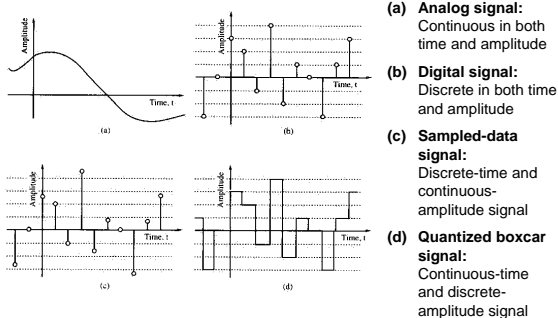 Amplitude
Time, t
(a)
Amplitude
Time, t
(b)
Amplitude
Time, t
(c)
Amplitude
Time, t
(d)
(a) Analog signal:
Continuous in both
time and amplitude
(b) Digital signal:
Discrete in both time
and amplitude
(c) Sampled-data
signal:
Discrete-time and
continuous-
amplitude signal
(d) Quantized boxcar
signal:
Continuous-time
and discrete-
amplitude signal